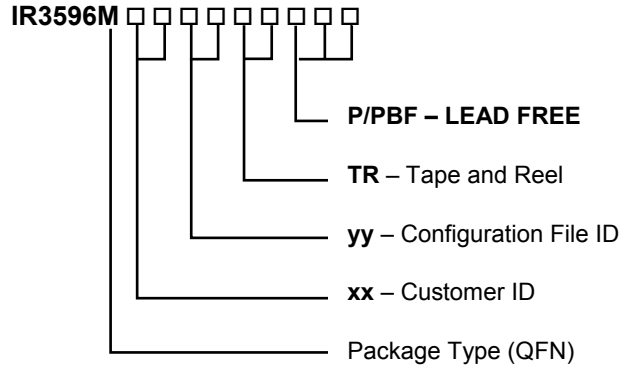 IR3596M
P/PBF – LEAD FREE
TR – Tape and Reel
yy – Configuration File ID
xx – Customer ID
Package Type (QFN)